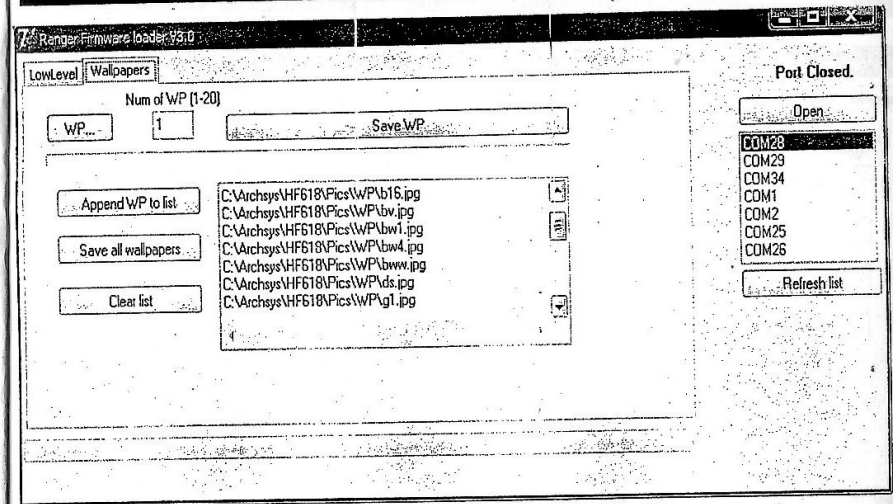 Ranger Firmware loader V3.0
LowLevel Wallpapers
Port Closed.
Num of WP (1-20)
WP... 1 Save WP
Open
COM28
COM29
COM34
COM1
COM2
COM25
COM26
Refresh list
Append WP to list
Save all wallpapers
Clear list
C:\Archsys\HF618\Pics\WP\b16.jpg
C:\Archsys\HF618\Pics\WP\bv.jpg
C:\Archsys\HF618\Pics\WP\bw1.jpg
C:\Archsys\HF618\Pics\WP\bw4.jpg
C:\Archsys\HF618\Pics\WP\bww.jpg
C:\Archsys\HF618\Pics\WP\ds.jpg
C:\Archsys\HF618\Pics\WP\g1.jpg